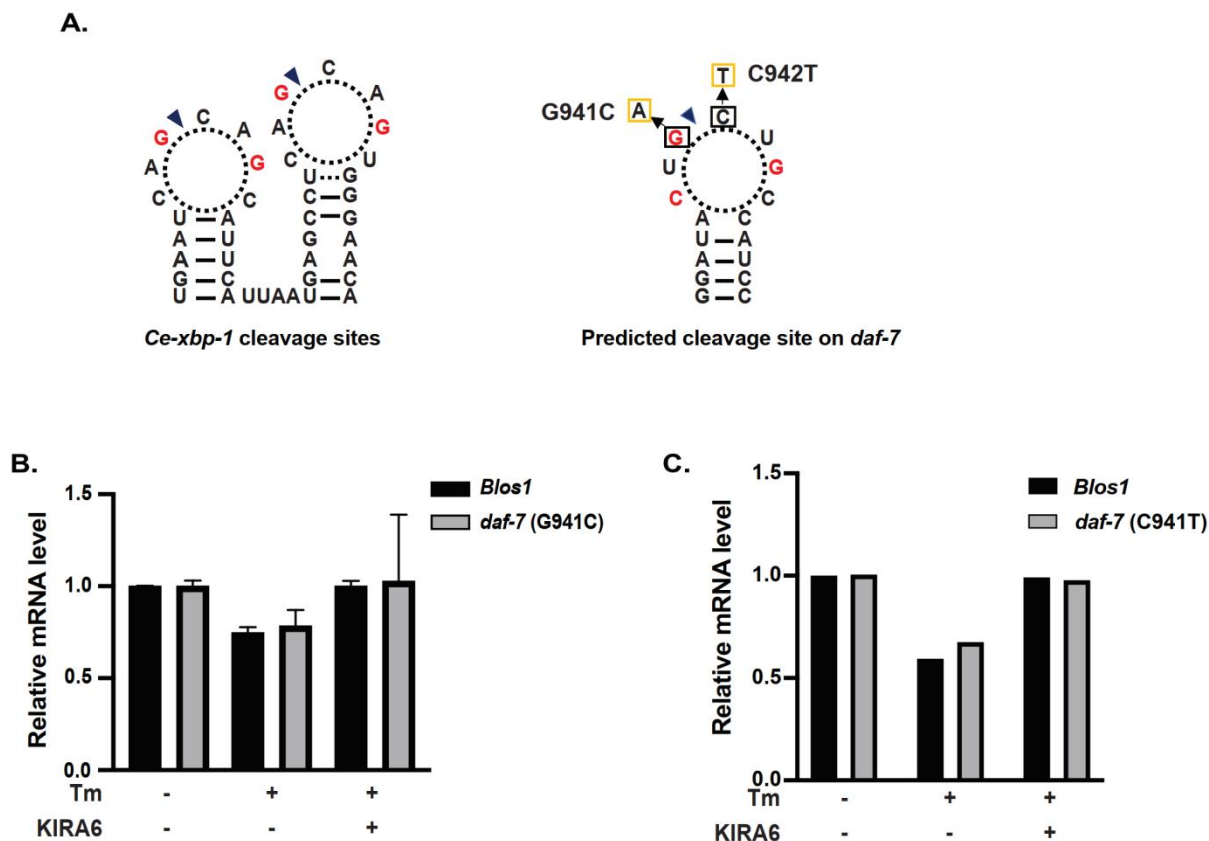 A.
G C A G A C U A A G U A U U C A C
UUAA
G C A G A C U C C G A G U U G G G A A C A
Ce-xbp-1 cleavage sites
T C942T
G941C A
G C U G C U C
A U A G G C A U C C
Predicted cleavage site on daf-7
B.
Relative mRNA level
1.5
1.0
0.5
0.0
Blos1
daf-7 (G941C)
Tm - + +
KIRA6 - - +
C.
Relative mRNA level
1.5
1.0
0.5
0.0
Blos1
daf-7 (C941T)
Tm - + +
KIRA6 - - +